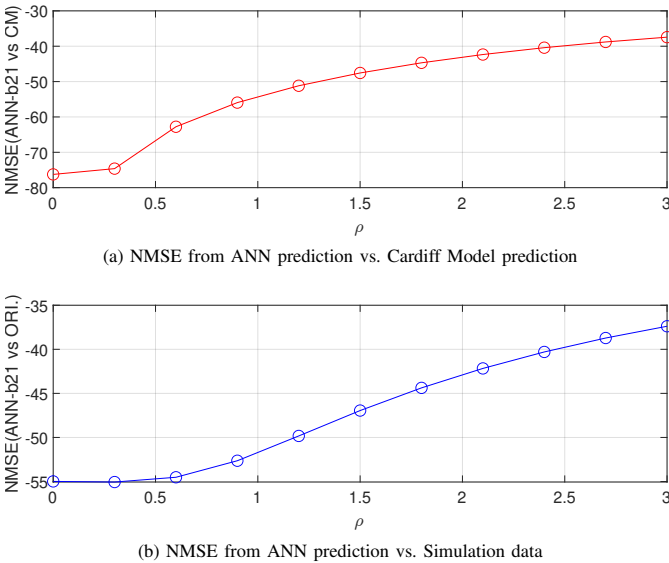 -30
-40
-50
-60
-70
-80
NMSE(ANN-b21 vs CM)
0 0.5 1 1.5 2 2.5 3
ρ
(a) NMSE from ANN prediction vs. Cardiff Model prediction
-35
-40
-45
-50
-55
NMSE(ANN-b21 vs ORI.)
0 0.5 1 1.5 2 2.5 3
ρ
(b) NMSE from ANN prediction vs. Simulation data